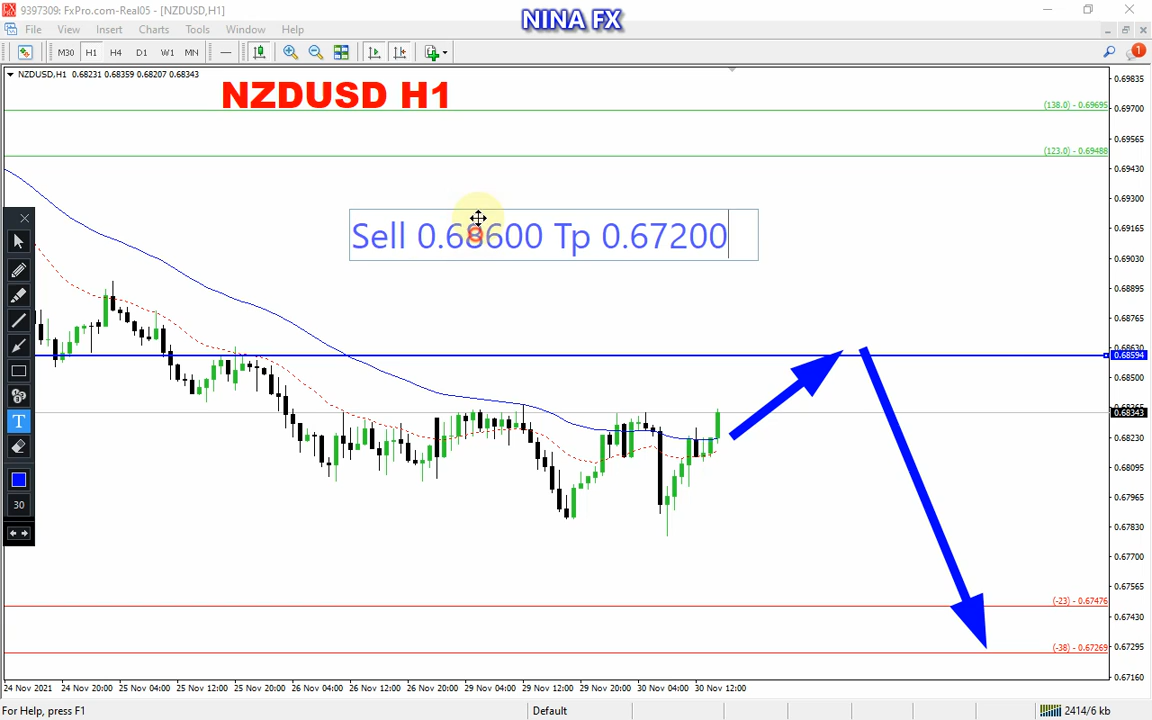 9397309: FxPro.com-Real05 - [NZDUSD,H1]
NINA FX
File View Insert Charts Tools Window Help
M30 H1 H4 D1 W1 MN
1
NZDUSD,H1 0.68231 0.68359 0.68207 0.68343
NZDUSD H1
0.69835
(138.0) - 0.69695
0.69700
0.69565
(123.0) - 0.69488
0.69430
0.69300
Sell 0.68600 Tp 0.67200
0.69165
0.69030
0.68895
0.68765
0.68630
0.68594
0.68500
0.68365
0.68343
0.68230
0.68095
T
30
0.67965
0.67830
0.67700
0.67565
(-23) - 0.67476
0.67430
0.67295
(-38) - 0.67269
0.67160
24 Nov 2021 24 Nov 20:00 25 Nov 04:00 25 Nov 12:00 25 Nov 20:00 26 Nov 04:00 26 Nov 12:00 26 Nov 20:00 29 Nov 04:00 29 Nov 12:00 29 Nov 20:00 30 Nov 04:00 30 Nov 12:00
For Help, press F1
Default
2414/6 kb